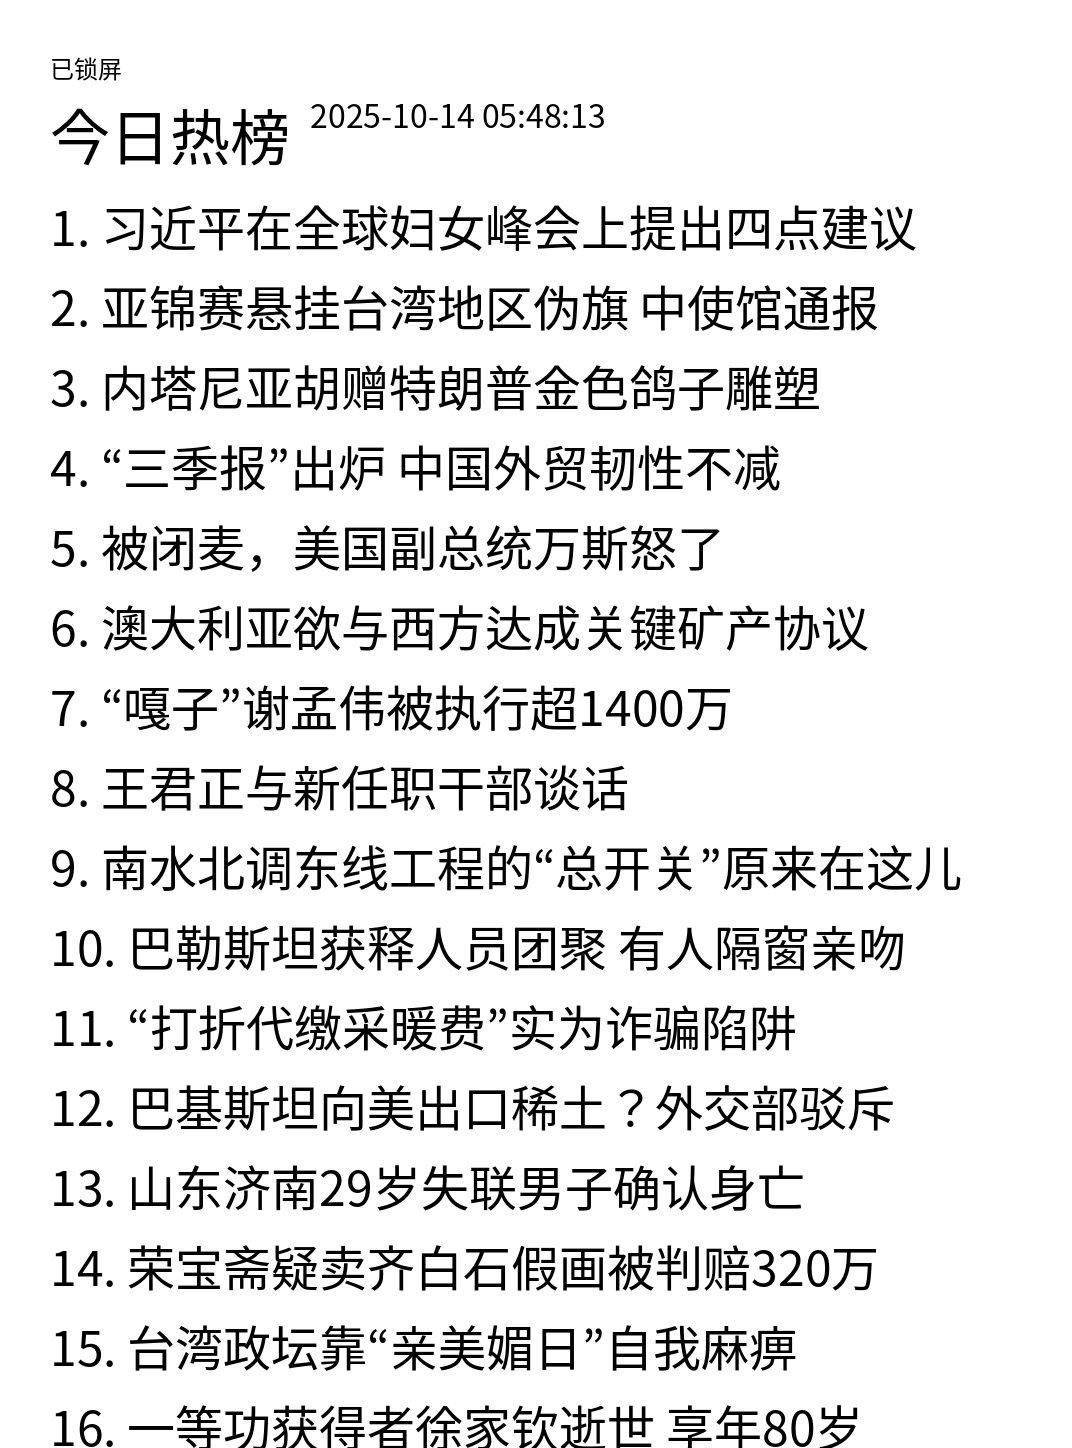 已锁屏
今日热榜 2025-10-14 05:48:13
1. 习近平在全球妇女峰会上提出四点建议
2. 亚锦赛悬挂台湾地区伪旗 中使馆通报
3. 内塔尼亚胡赠特朗普金色鸽子雕塑
4. “三季报”出炉 中国外贸韧性不减
5. 被闭麦，美国副总统万斯怒了
6. 澳大利亚欲与西方达成关键矿产协议
7. “嘎子”谢孟伟被执行超1400万
8. 王君正与新任职干部谈话
9. 南水北调东线工程的“总开关”原来在这儿
10. 巴勒斯坦获释人员团聚 有人隔窗亲吻
11. “打折代缴采暖费”实为诈骗陷阱
12. 巴基斯坦向美出口稀土？外交部驳斥
13. 山东济南29岁失联男子确认身亡
14. 荣宝斋疑卖齐白石假画被判赔320万
15. 台湾政坛靠“亲美媚日”自我麻痹
16. 一等功获得者徐家钦逝世 享年80岁